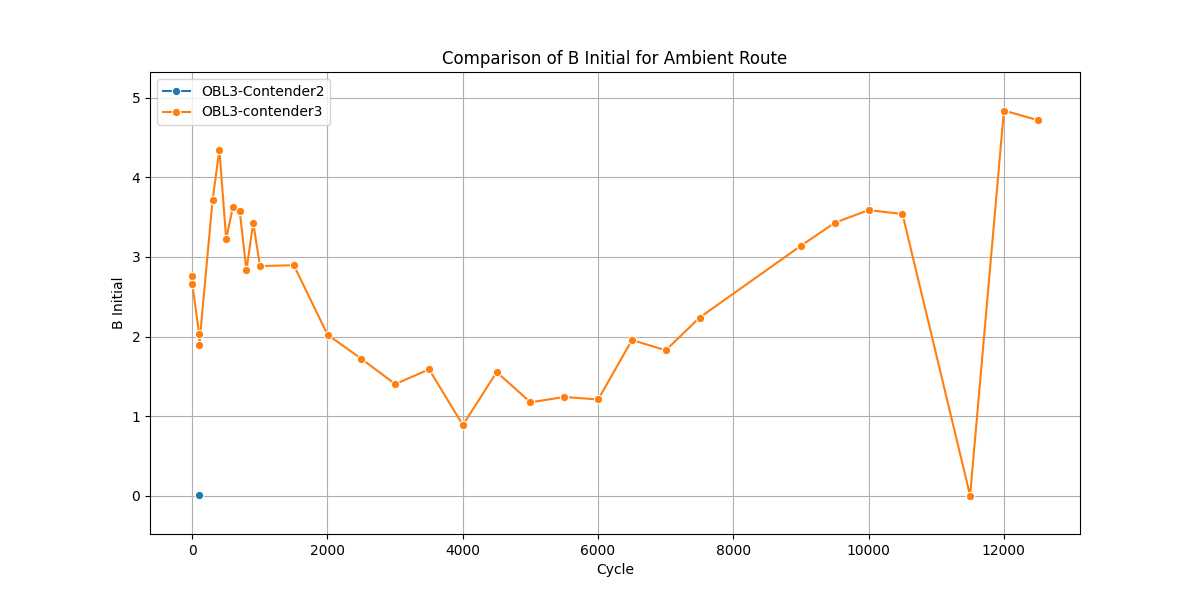 Comparison of B Initial for Ambient Route
OBL3-Contender2
OBL3-contender3
B Initial
5
4
3
2
1
0
0 2000 4000 6000 8000 10000 12000
Cycle